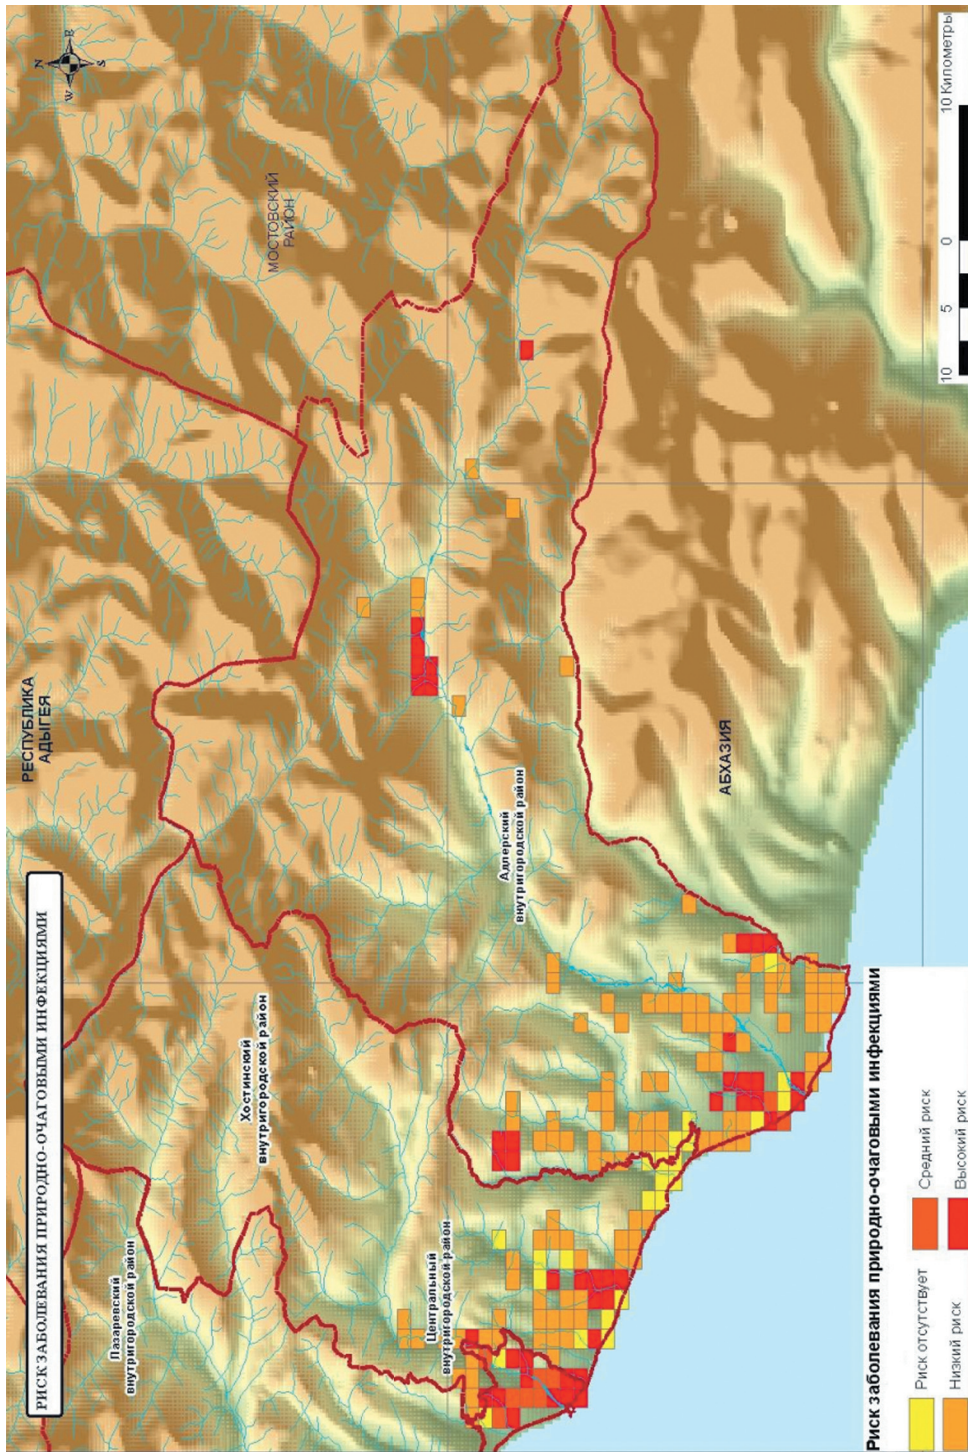 РИСК ЗАБОЛЕВАНИЯ ПРИРОДНО-ОЧАГОВЫМИ ИНФЕКЦИЯМИ
N
E
S
W
РЕСПУБЛИКА
АДЫГЕЯ
МОСТОВСКИЙ
РАЙОН
Лазаревский
внутригородской район
Хостинский
внутригородской район
Центральный
внутригородской район
Адлерский
внутригородской район
АБХАЗИЯ
Риск заболевания природно-очаговыми инфекциями
Риск отсутствует
Средний риск
Низкий риск
Высокий риск
10 5 0 10 Километры